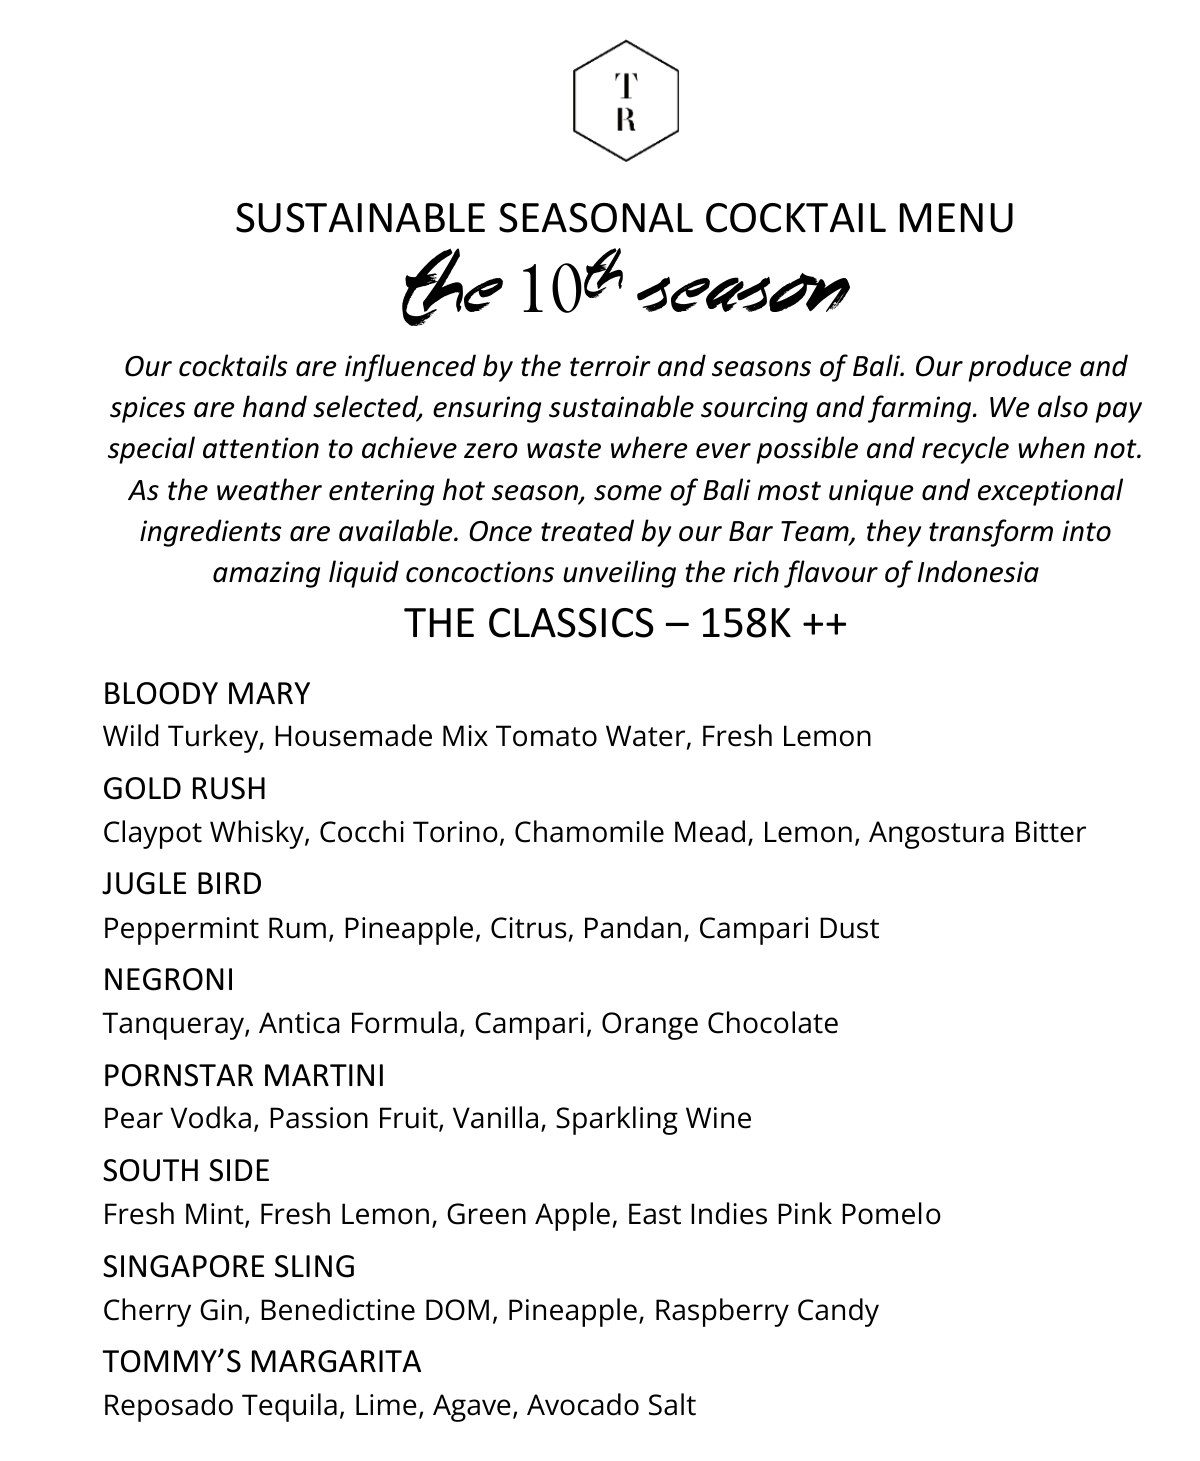 T
R
SUSTAINABLE SEASONAL COCKTAIL MENU
the 10th season
Our cocktails are influenced by the terroir and seasons of Bali. Our produce and
spices are hand selected, ensuring sustainable sourcing and farming. We also pay
special attention to achieve zero waste where ever possible and recycle when not.
As the weather entering hot season, some of Bali most unique and exceptional
ingredients are available. Once treated by our Bar Team, they transform into
amazing liquid concoctions unveiling the rich flavour of Indonesia
THE CLASSICS – 158K ++
BLOODY MARY
Wild Turkey, Housemade Mix Tomato Water, Fresh Lemon
GOLD RUSH
Claypot Whisky, Cocchi Torino, Chamomile Mead, Lemon, Angostura Bitter
JUGLE BIRD
Peppermint Rum, Pineapple, Citrus, Pandan, Campari Dust
NEGRONI
Tanqueray, Antica Formula, Campari, Orange Chocolate
PORNSTAR MARTINI
Pear Vodka, Passion Fruit, Vanilla, Sparkling Wine
SOUTH SIDE
Fresh Mint, Fresh Lemon, Green Apple, East Indies Pink Pomelo
SINGAPORE SLING
Cherry Gin, Benedictine DOM, Pineapple, Raspberry Candy
TOMMY’S MARGARITA
Reposado Tequila, Lime, Agave, Avocado Salt